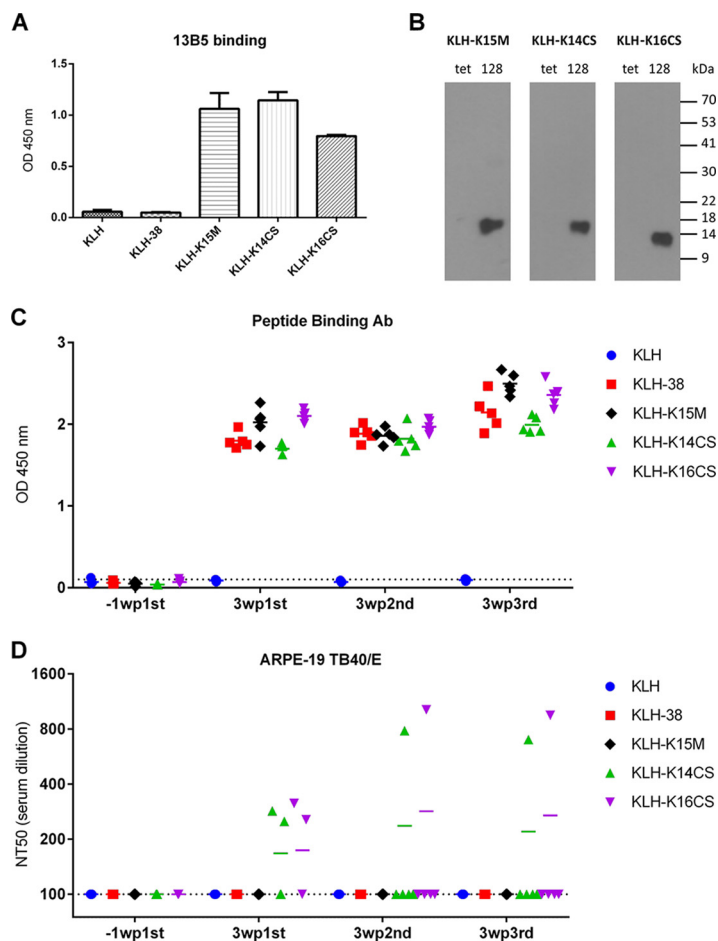 A
13B5 binding
OD 450 nm
1.5
1.0
0.5
0.0
KLH
KLH-38
KLH-K15M
KLH-K14CS
KLH-K16CS
B
KLH-K15M KLH-K14CS KLH-K16CS
tet 128 tet 128 tet 128 kDa
70
53
41
30
22
18
14
9
C
Peptide Binding Ab
OD 450 nm
3
2
1
0
-1wp1st 3wp1st 3wp2nd 3wp3rd
KLH
KLH-38
KLH-K15M
KLH-K14CS
KLH-K16CS
D
ARPE-19 TB40/E
NT50 (serum dilution)
1600
800
400
200
100
-1wp1st 3wp1st 3wp2nd 3wp3rd
KLH
KLH-38
KLH-K15M
KLH-K14CS
KLH-K16CS